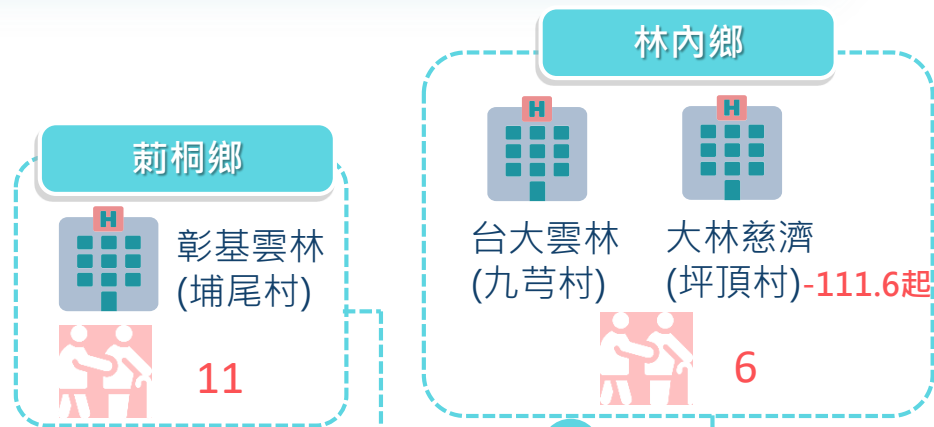 林內鄉
H
H
台大雲林
(九芎村)
大林慈濟
(坪頂村)-111.6起
6
莿桐鄉
H
彰基雲林
(埔尾村)
11